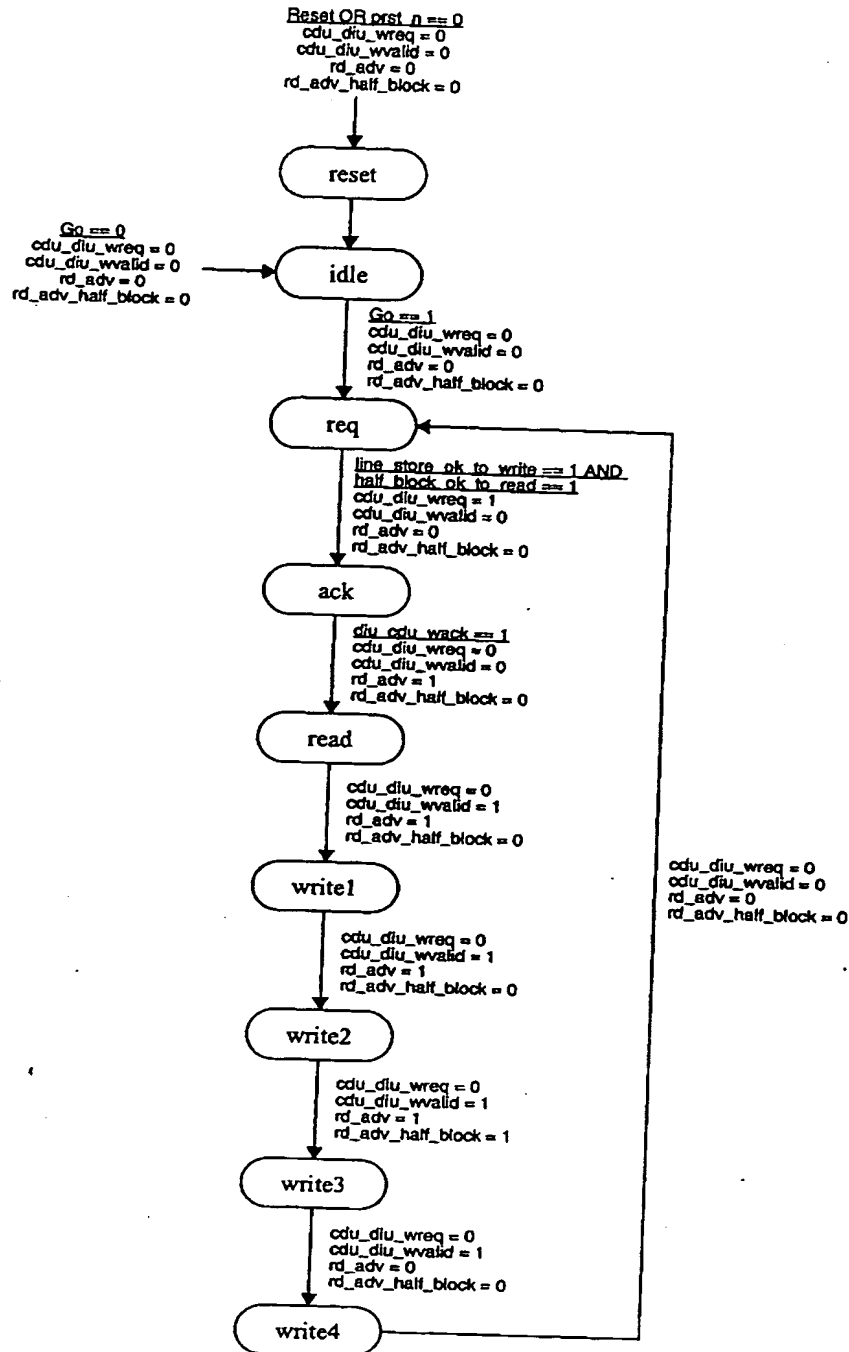 Reset OR prst_n == 0
cdu_diu_wreq = 0
cdu_diu_wvalid = 0
rd_adv = 0
rd_adv_half_block = 0
reset
Go == 0
cdu_diu_wreq = 0
cdu_diu_wvalid = 0
rd_adv = 0
rd_adv_half_block = 0
idle
Go == 1
cdu_diu_wreq = 0
cdu_diu_wvalid = 0
rd_adv = 0
rd_adv_half_block = 0
req
line_store_ok_to_write == 1 AND
half_block_ok_to_read == 1
cdu_diu_wreq = 1
cdu_diu_wvalid = 0
rd_adv = 0
rd_adv_half_block = 0
ack
diu_cdu_wack == 1
cdu_diu_wreq = 0
cdu_diu_wvalid = 0
rd_adv = 1
rd_adv_half_block = 0
read
cdu_diu_wreq = 0
cdu_diu_wvalid = 1
rd_adv = 1
rd_adv_half_block = 0
write1
cdu_diu_wreq = 0
cdu_diu_wvalid = 1
rd_adv = 1
rd_adv_half_block = 0
write2
cdu_diu_wreq = 0
cdu_diu_wvalid = 1
rd_adv = 1
rd_adv_half_block = 1
write3
cdu_diu_wreq = 0
cdu_diu_wvalid = 1
rd_adv = 0
rd_adv_half_block = 0
write4
cdu_diu_wreq = 0
cdu_diu_wvalid = 0
rd_adv = 0
rd_adv_half_block = 0